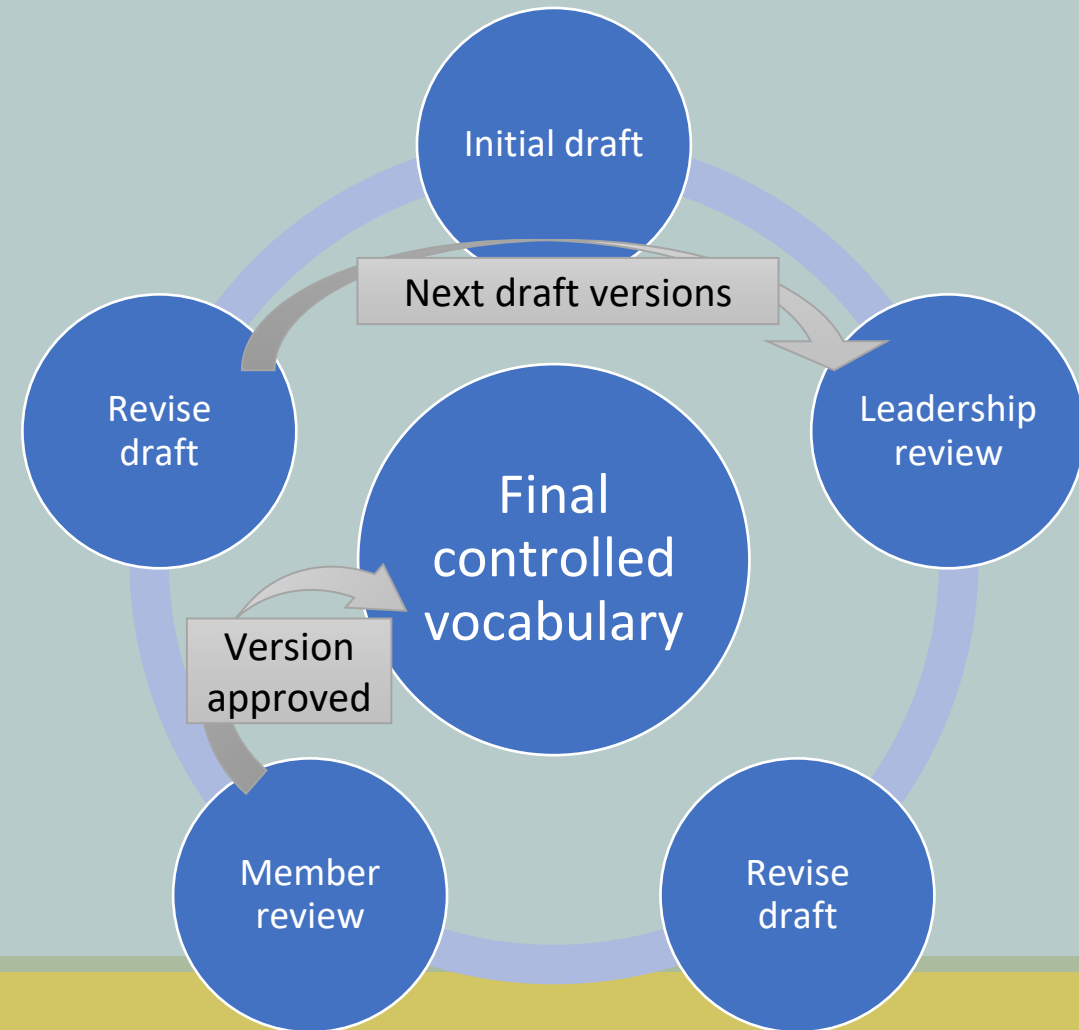 Initial draft
Next draft versions
Revise
draft
Leadership
review
Final
controlled
vocabulary
Version
approved
Member
review
Revise
draft